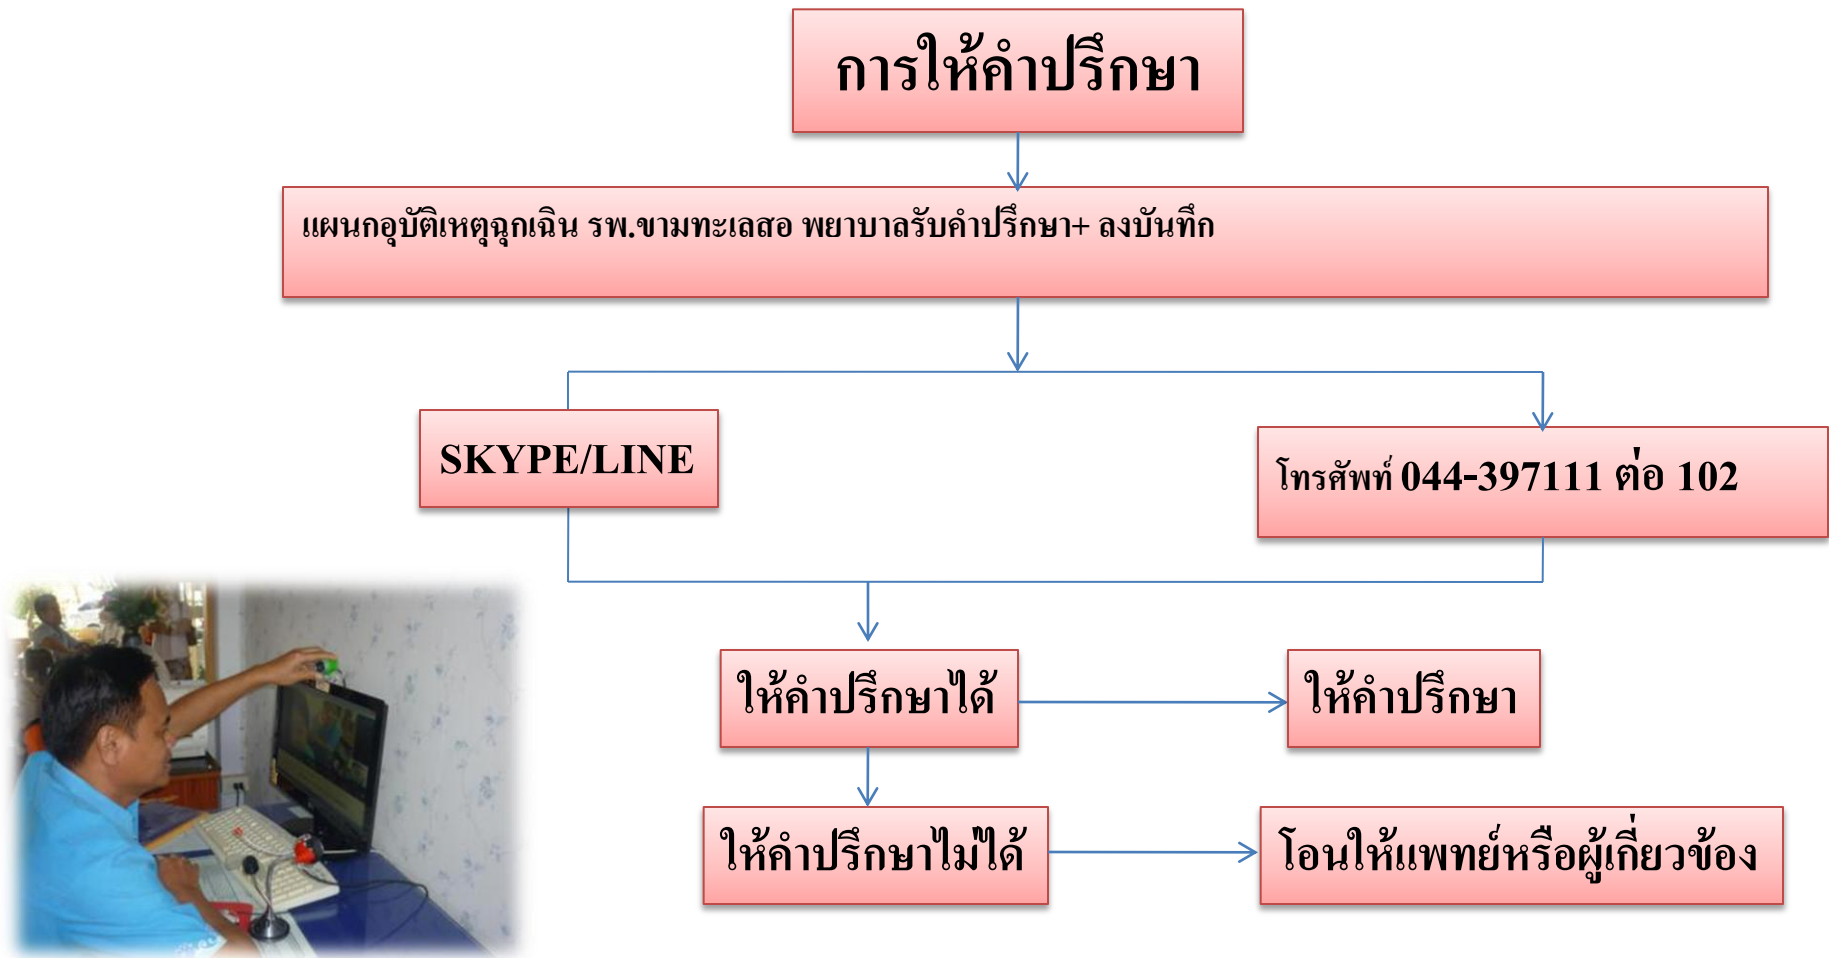 การให้คำปรึกษา
แผนกอุบัติเหตุฉุกเฉิน รพ.ขามทะเลสอ พยาบาลรับคำปรึกษา+ ลงบันทึก
SKYPE/LINE
โทรศัพท์ 044-397111 ต่อ 102
ให้คำปรึกษาได้
ให้คำปรึกษา
ให้คำปรึกษาไม่ได้
โอนให้แพทย์หรือผู้เกี่ยวข้อง